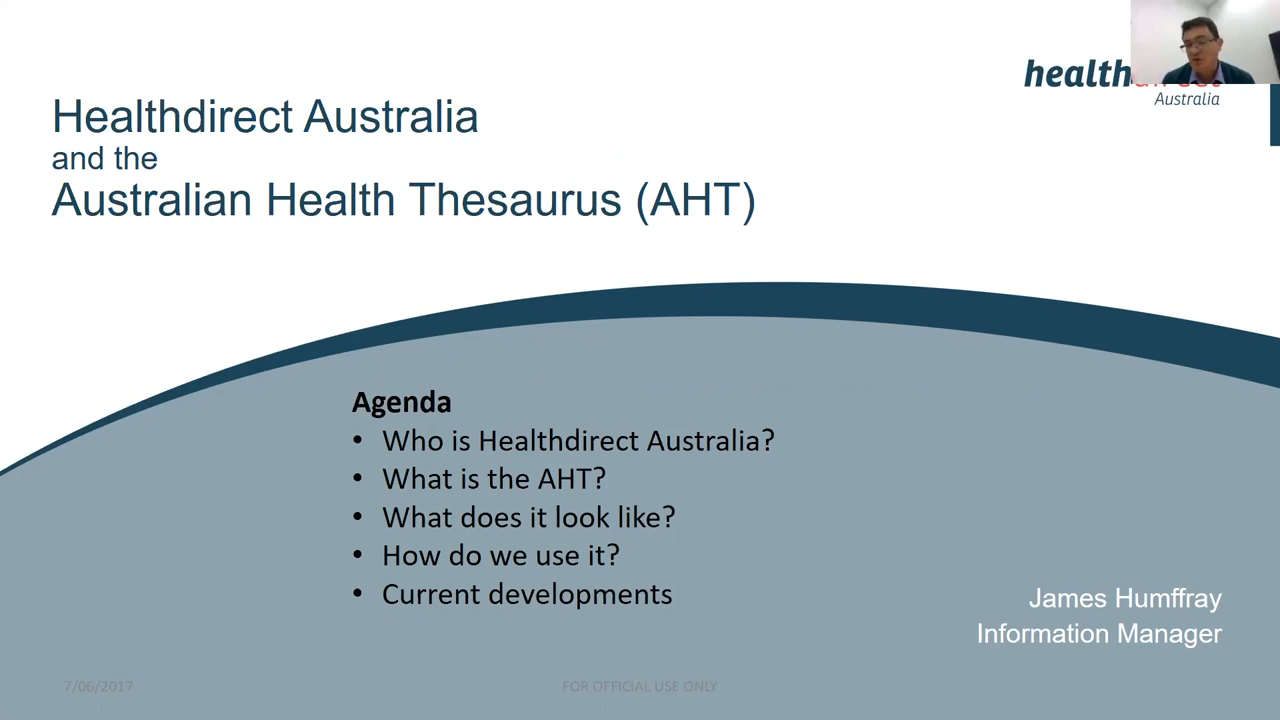 health
Australia
Healthdirect Australia
and the
Australian Health Thesaurus (AHT)
Agenda
• Who is Healthdirect Australia?
• What is the AHT?
• What does it look like?
• How do we use it?
• Current developments
James Humffray
Information Manager
7/06/2017
FOR OFFICIAL USE ONLY